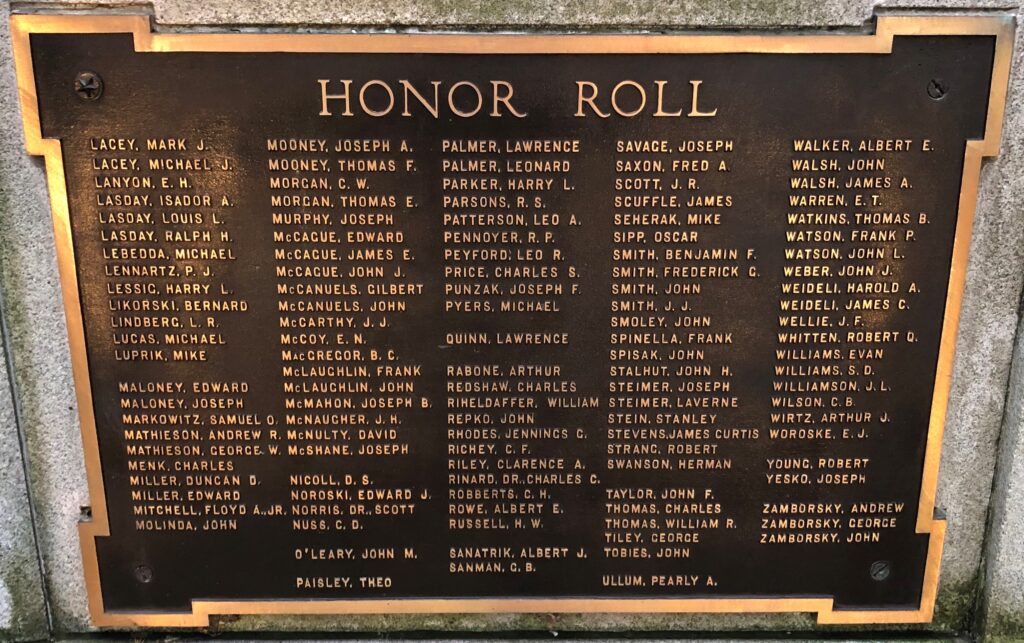 HONOR ROLL
LACEY, MARK J.
LACEY, MICHAEL J.
LANYON, E. H.
LASDAY, ISADOR A.
LASDAY, LOUIS L.
LASDAY, RALPH H.
LEBEDDA, MICHAEL
LENNARTZ, P. J.
LESSIG, HARRY L.
LIKORSKI, BERNARD
LINDBERG, L. R.
LUCAS, MICHAEL
LUPRIK, MIKE
MALONEY, EDWARD
MALONEY, JOSEPH
MARKOWITZ, SAMUEL O.
MATHIESON, ANDREW R.
MATHIESON, GEORGE W.
MENK, CHARLES
MILLER, DUNCAN D.
MILLER, EDWARD
MITCHELL, FLOYD A., JR.
MOLINDA, JOHN
MOONEY, JOSEPH A.
MOONEY, THOMAS F.
MORGAN, C. W.
MORGAN, THOMAS E.
MURPHY, JOSEPH
McCAGUE, EDWARD
McCAGUE, JAMES E.
McCAGUE, JOHN J.
McCANUELS, GILBERT
McCANUELS, JOHN
McCARTHY, J. J.
McCOY, E. N.
MacGREGOR, B. C.
McLAUGHLIN, FRANK
McLAUGHLIN, JOHN
McMAHON, JOSEPH B.
McNAUGHER, J. H.
McNULTY, DAVID
McSHANE, JOSEPH
NICOLL, D. S.
NOROSKI, EDWARD J.
NORRIS, DR., SCOTT
NUSS, C. D.
O'LEARY, JOHN M.
PAISLEY, THEO
PALMER, LAWRENCE
PALMER, LEONARD
PARKER, HARRY L.
PARSONS, R. S.
PATTERSON, LEO A.
PENNOYER, R. P.
PEYFORD, LEO R.
PRICE, CHARLES S.
PUNZAK, JOSEPH F.
PYERS, MICHAEL
QUINN, LAWRENCE
RABONE, ARTHUR
REDSHAW, CHARLES
RIHELDAFFER, WILLIAM
REPKO, JOHN
RHODES, JENNINGS G.
RICHEY, C. F.
RILEY, CLARENCE A.
RINARD, DR., CHARLES C.
ROBBERTS, C. H.
ROWE, ALBERT E.
RUSSELL, H. W.
SANATRIK, ALBERT J.
SANMAN, G. B.
SAVAGE, JOSEPH
SAXON, FRED A.
SCOTT, J. R.
SCUFFLE, JAMES
SEHERAK, MIKE
SIPP, OSCAR
SMITH, BENJAMIN F.
SMITH, FREDERICK G.
SMITH, JOHN
SMITH, J. J.
SMOLEY, JOHN
SPINELLA, FRANK
SPISAK, JOHN
STALHUT, JOHN H.
STEIMER, JOSEPH
STEIMER, LAVERNE
STEIN, STANLEY
STEVENS, JAMES CURTIS
STRANG, ROBERT
SWANSON, HERMAN
TAYLOR, JOHN F.
THOMAS, CHARLES
THOMAS, WILLIAM R.
TILEY, GEORGE
TOBIES, JOHN
ULLUM, PEARLY A.
WALKER, ALBERT E.
WALSH, JOHN
WALSH, JAMES A.
WARREN, E. T.
WATKINS, THOMAS B.
WATSON, FRANK P.
WATSON, JOHN L.
WEBER, JOHN J.
WEIDELI, HAROLD A.
WEIDELI, JAMES C.
WELLIE, J. F.
WHITTEN, ROBERT Q.
WILLIAMS, EVAN
WILLIAMS, S. D.
WILLIAMSON, J. L.
WILSON, C. B.
WIRTZ, ARTHUR J.
WOROSKE, E. J.
YOUNG, ROBERT
YESKO, JOSEPH
ZAMBORSKY, ANDREW
ZAMBORSKY, GEORGE
ZAMBORSKY, JOHN